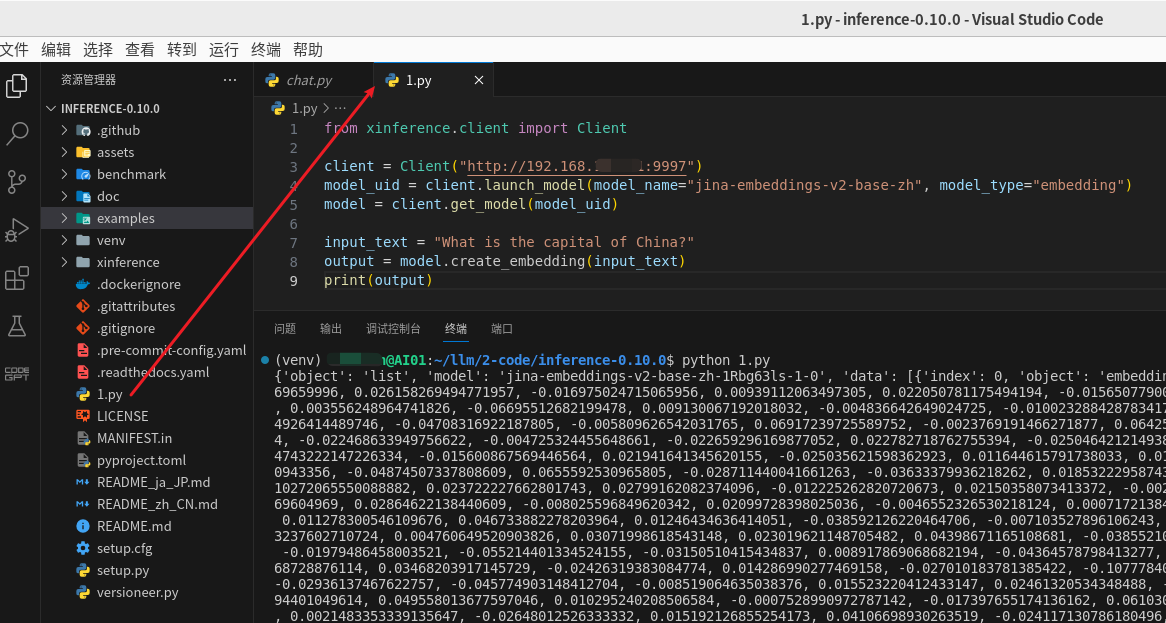 1.py - inference-0.10.0 - Visual Studio Code
文件 编辑 选择 查看 转到 运行 终端 帮助
资源管理器 ···
INFERENCE-0.10.0
.github
assets
benchmark
doc
examples
venv
xinference
.dockerignore
.gitattributes
.gitignore
.pre-commit-config.yaml
.readthedocs.yaml
1.py
LICENSE
MANIFEST.in
pyproject.toml
README_ja_JP.md
README_zh_CN.md
README.md
setup.cfg
setup.py
versioneer.py
CODE GPT
chat.py 1.py ×
1.py > ···
1 from xinference.client import Client
2
3 client = Client("http://192.168. :9997")
4 model_uid = client.launch_model(model_name="jina-embeddings-v2-base-zh", model_type="embedding")
5 model = client.get_model(model_uid)
6
7 input_text = "What is the capital of China?"
8 output = model.create_embedding(input_text)
9 print(output)
问题 输出 调试控制台 终端 端口
(venv) @AI01:~/llm/2-code/inference-0.10.0$ python 1.py
{'object': 'list', 'model': 'jina-embeddings-v2-base-zh-1Rbg63ls-1-0', 'data': [{'index': 0, 'object': 'embeddin
69659996, 0.026158269494771957, -0.016975024715065956, 0.00939112063497305, 0.022050781175494194, -0.01565077900
, 0.003556248964741826, -0.06695512682199478, 0.009130067192018032, -0.004836642649024725, -0.01002328842878341
4926414489746, -0.04708316922187805, -0.005809626542031765, 0.06917239725589752, -0.0023769191466271877, 0.0642
4, -0.022468633949756622, -0.004725324455648661, -0.022659296169877052, 0.022782718762755394, -0.02504642121493
4743222147226334, -0.015600867569446564, 0.021941641345620155, -0.025035621598362923, 0.011644615791738033, 0.01
0943356, -0.04874507337808609, 0.0655592530965805, -0.028711440041661263, -0.03633379936218262, 0.01853222958743
10272065550088882, 0.023722227662801743, 0.02799162082374096, -0.012225262820720673, 0.02150358073413372, -0.002
69604969, 0.02864622138440609, -0.008025596849620342, 0.02099728398025036, -0.0046552326530218124, 0.0007172138
0.011278300546109676, 0.046733882278203964, 0.01246434636414051, -0.038592126220464706, -0.007103527896106243,
3237602710724, 0.004760649520903826, 0.03071998618543148, 0.023019621148705482, 0.04398671165108681, -0.0385521
-0.01979486458003521, -0.055214401334524155, -0.03150510415434837, 0.008917869068682194, -0.04364578798413277,
68728876114, 0.03468203917145729, -0.02426319383084774, 0.014286990277469158, -0.027010183781385422, -0.1077784
-0.02936137467622757, -0.045774903148412704, -0.008519064635038376, 0.015523220412433147, 0.024613205343348488,
94401049614, 0.049558013677597046, 0.010295240208506584, -0.0007528990972787142, -0.017397655174136162, 0.06103
, 0.0021483353339135647, -0.02648012526333332, 0.015192126855254173, 0.04106698930263519, -0.024117130786180496